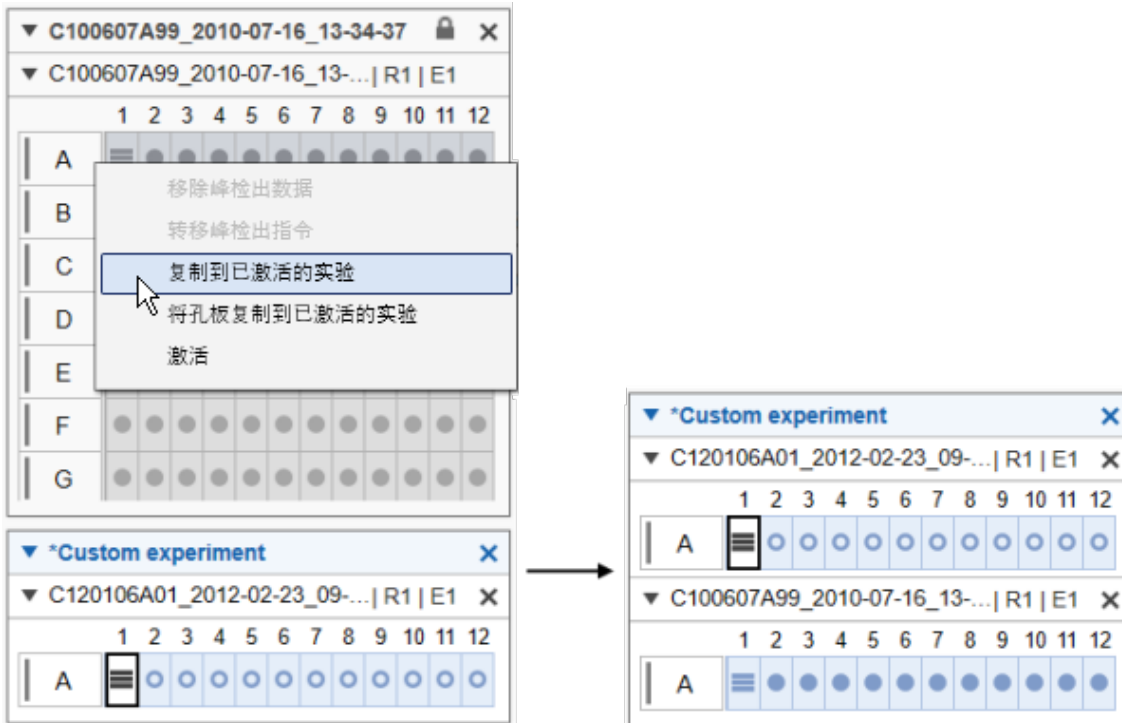 C100607A99_2010-07-16_13-34-37
C100607A99_2010-07-16_13-...| R1 | E1
1 2 3 4 5 6 7 8 9 10 11 12
A
移除峰检出数据
B
转移峰检出指令
C
复制到已激活的实验
D
将孔板复制到已激活的实验
E
激活
F
G
*Custom experiment
C120106A01_2012-02-23_09-...| R1 | E1
1 2 3 4 5 6 7 8 9 10 11 12
A
*Custom experiment
C120106A01_2012-02-23_09-...| R1 | E1
1 2 3 4 5 6 7 8 9 10 11 12
A
C100607A99_2010-07-16_13-...| R1 | E1
1 2 3 4 5 6 7 8 9 10 11 12
A